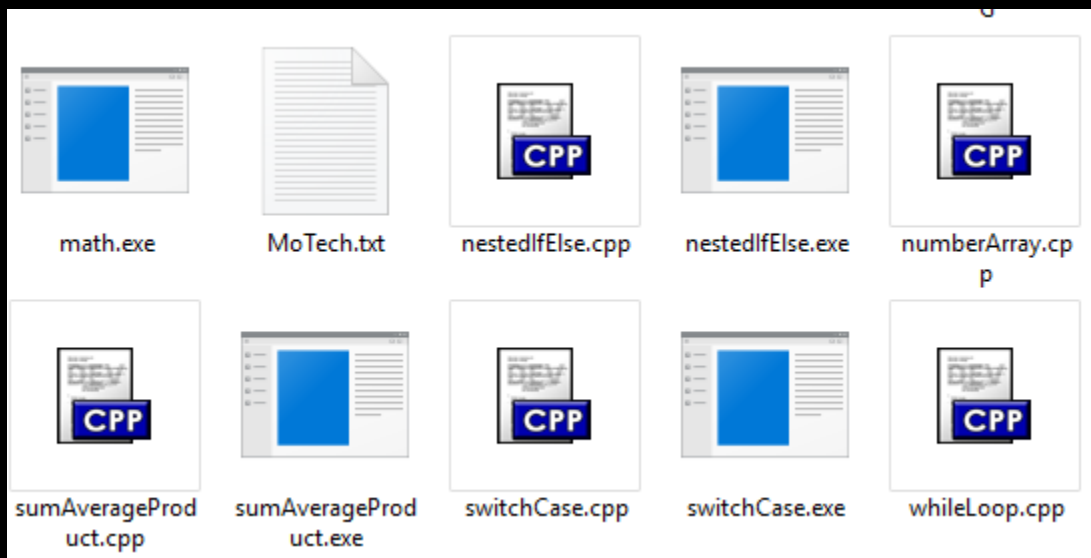 math.exe
MoTech.txt
nestedIfElse.cpp
nestedIfElse.exe
numberArray.cp
p
CPP
CPP
sumAverageProd
uct.cpp
sumAverageProd
uct.exe
switchCase.cpp
switchCase.exe
whileLoop.cpp
CPP
CPP
CPP